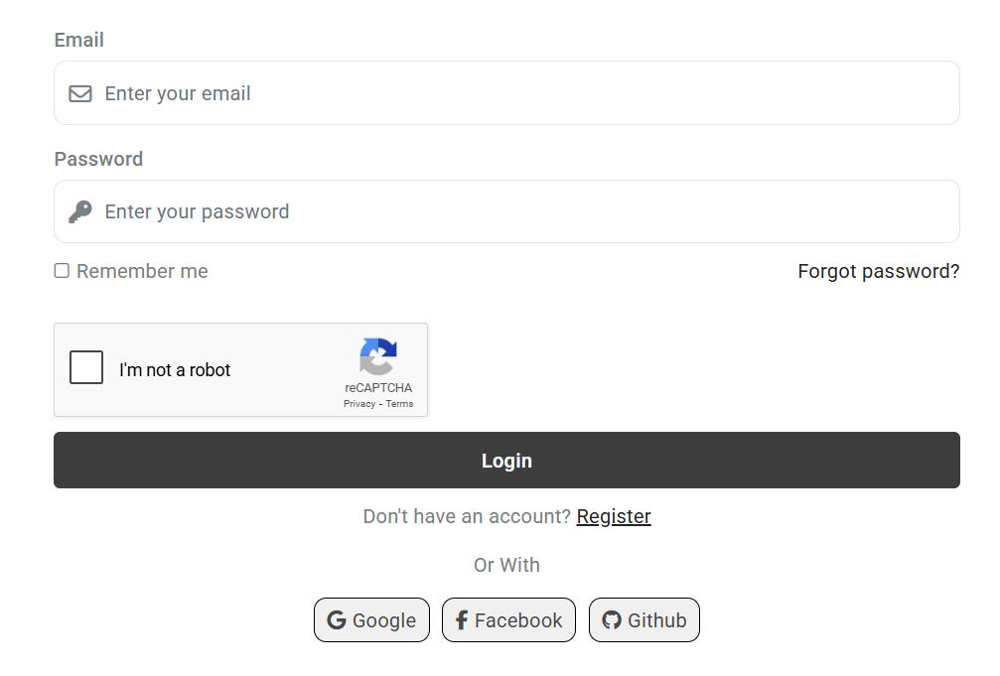 Email
Enter your email
Password
Enter your password
Remember me Forgot password?
I'm not a robot
reCAPTCHA
Privacy - Terms
Login
Don't have an account? Register
Or With
Google Facebook Github